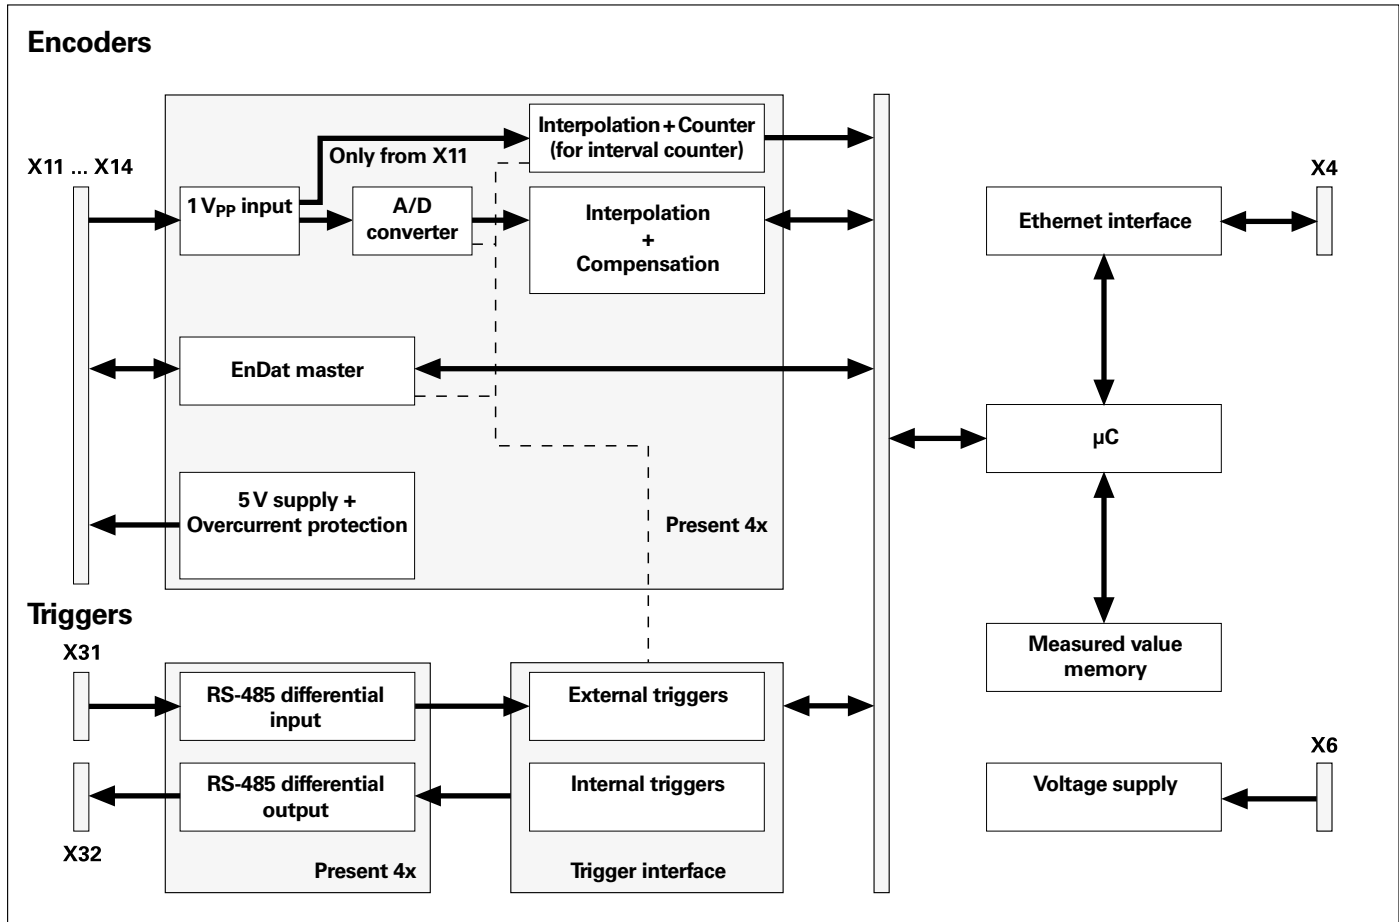 Encoders
X11 ... X14
Only from X11
Interpolation + Counter
(for interval counter)
1 VPP input
A/D
converter
Interpolation
+
Compensation
EnDat master
5 V supply +
Overcurrent protection
Present 4x
Ethernet interface
X4
µC
Measured value
memory
Triggers
X31
RS-485 differential
input
External triggers
RS-485 differential
output
Internal triggers
X32
Present 4x
Trigger interface
X6
Voltage supply